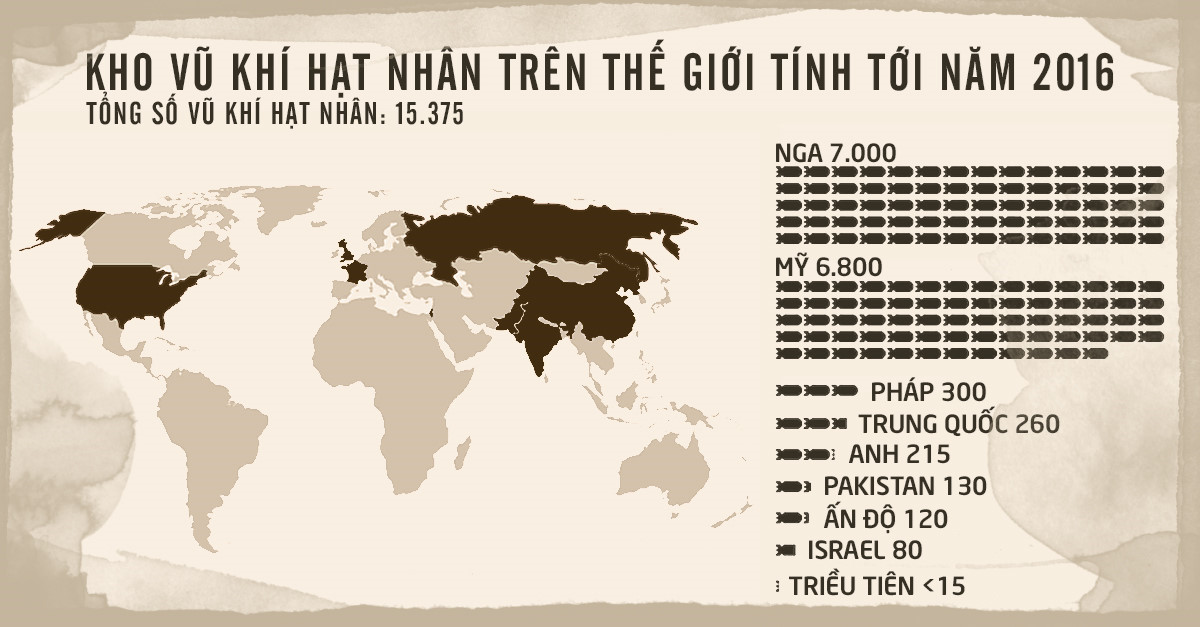 KHO VŨ KHÍ HẠT NHÂN TRÊN THẾ GIỚI TÍNH TỚI NĂM 2016
TỔNG SỐ VŨ KHÍ HẠT NHÂN: 15.375
NGA 7.000
MỸ 6.800
PHÁP 300
TRUNG QUỐC 260
ANH 215
PAKISTAN 130
ẤN ĐỘ 120
ISRAEL 80
TRIỀU TIÊN <15